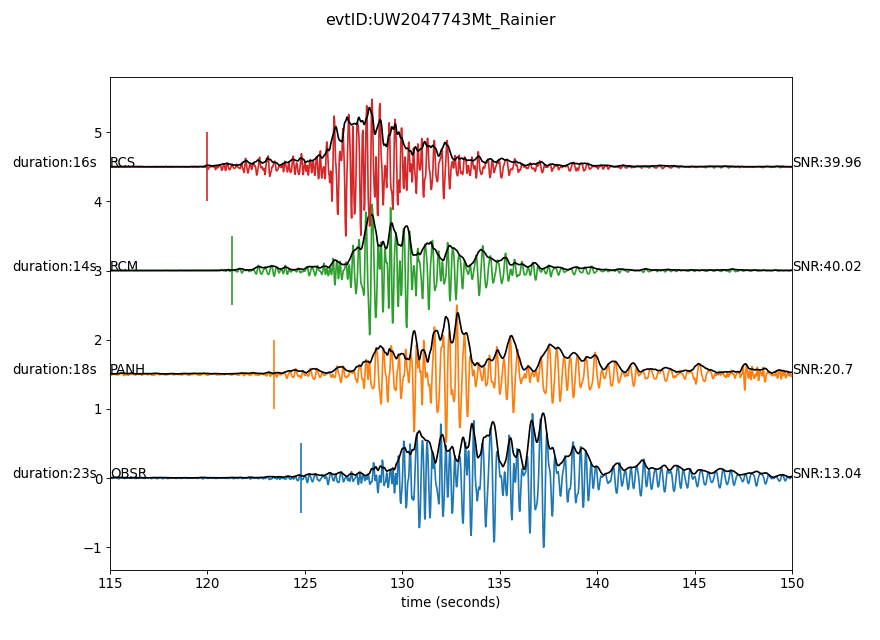 evtID:UW2047743Mt_Rainier
5
duration:16s RCS SNR:39.96
4
duration:14s 3 RCM SNR:40.02
2
duration:18s PANH SNR:20.7
1
duration:23s 0 OBSR SNR:13.04
−1
115 120 125 130 135 140 145 150
time (seconds)